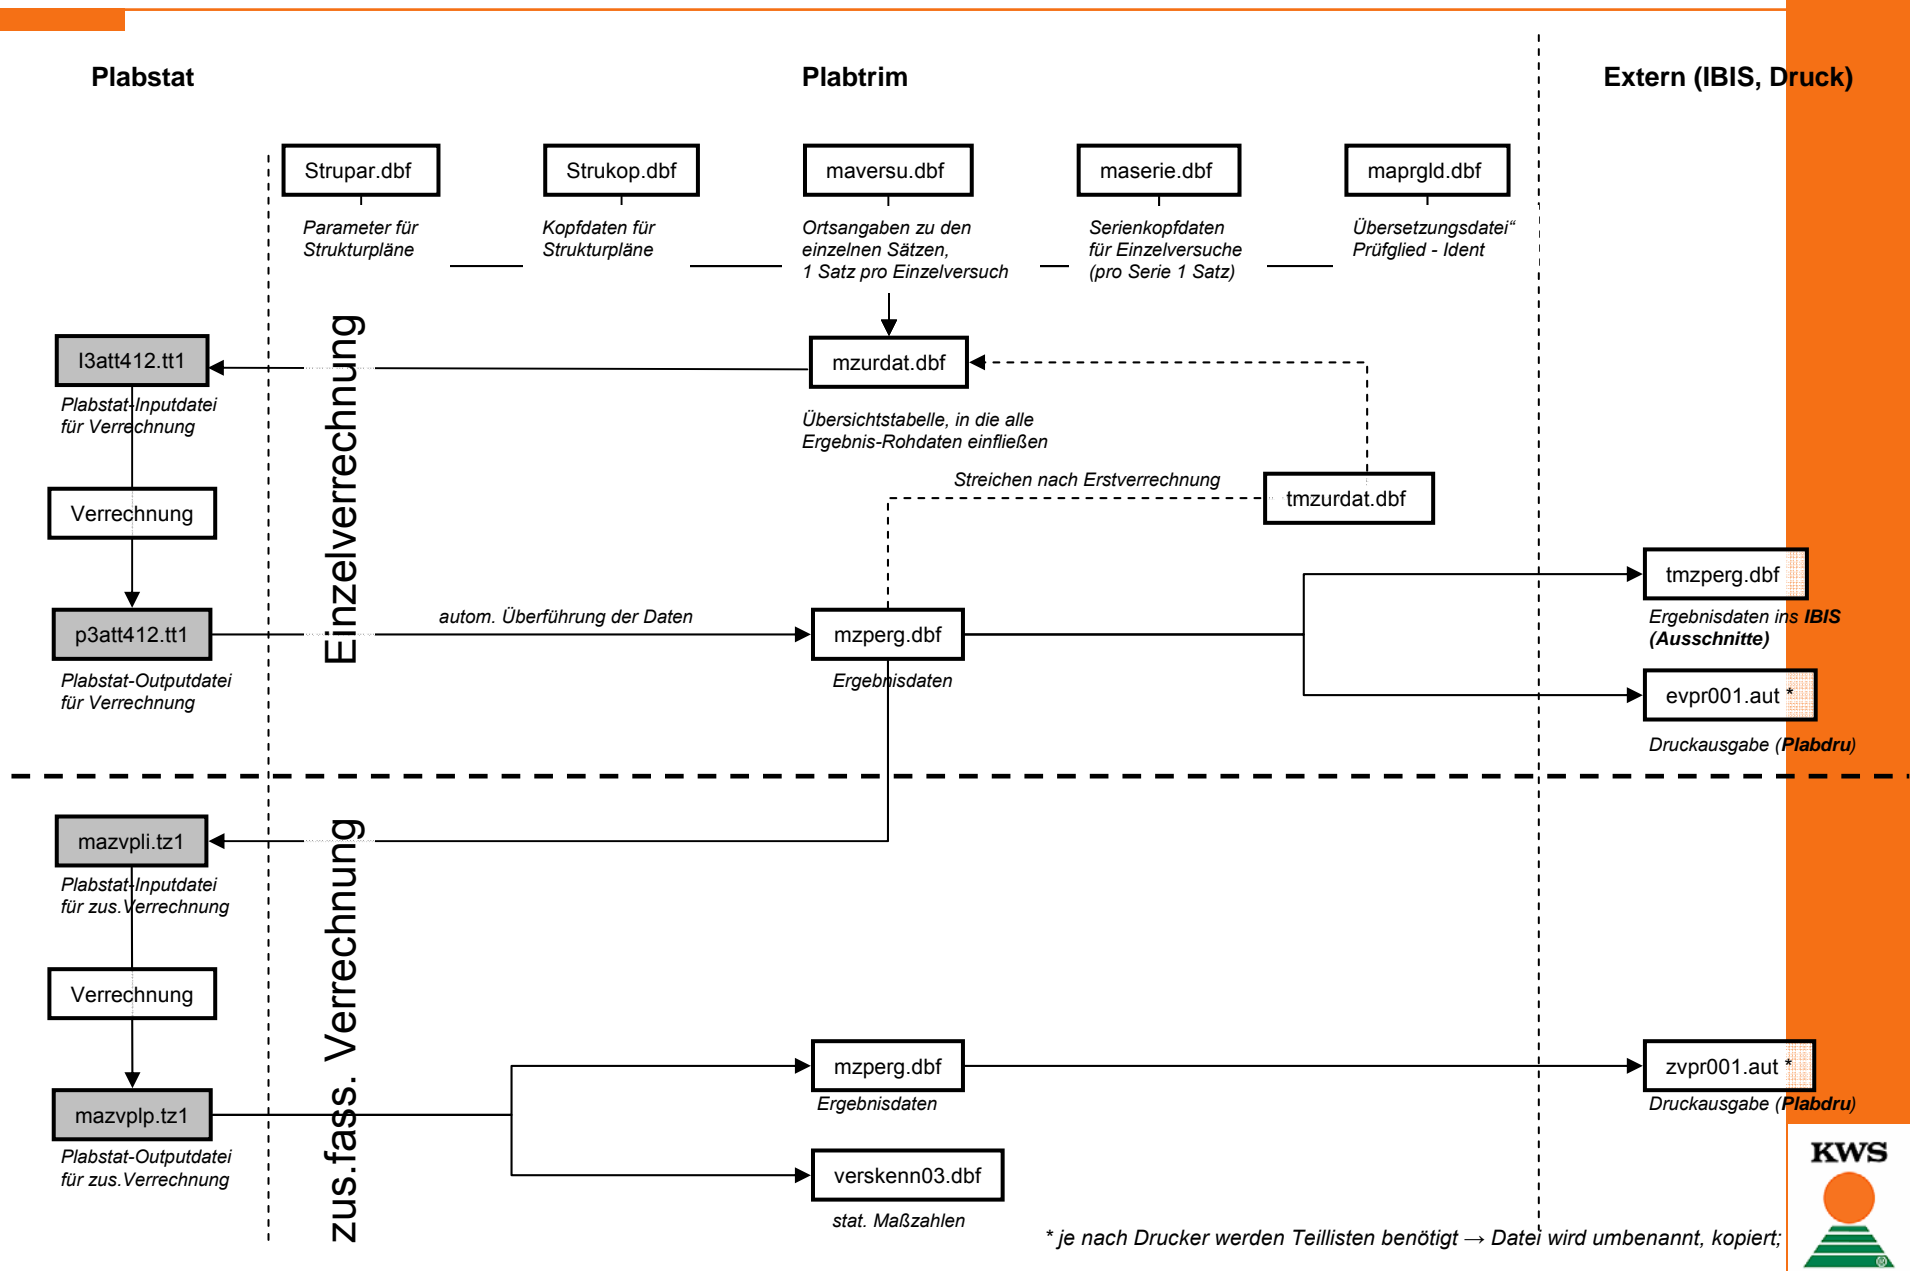 Plabstat
Plabtrim
Extern (IBIS, Druck)
Strupar.dbf
Strukop.dbf
maversu.dbf
maserie.dbf
maprgld.dbf
Parameter für
Strukturpläne
Kopfdaten für
Strukturpläne
Ortsangaben zu den
einzelnen Sätzen,
1 Satz pro Einzelversuch
Serienkopfdaten
für Einzelversuche
(pro Serie 1 Satz)
Übersetzungsdatei“
Prüfglied - Ident
Einzelverrechnung
l3att412.tt1
Plabstat-Inputdatei
für Verrechnung
mzurdat.dbf
Übersichtstabelle, in die alle
Ergebnis-Rohdaten einfließen
Streichen nach Erstverrechnung
tmzurdat.dbf
Verrechnung
p3att412.tt1
Plabstat-Outputdatei
für Verrechnung
autom. Überführung der Daten
mzperg.dbf
Ergebnisdaten
tmzperg.dbf
Ergebnisdaten ins IBIS
(Ausschnitte)
evpr001.aut *
Druckausgabe (Plabdru)
zus.fass. Verrechnung
mazvpli.tz1
Plabstat-Inputdatei
für zus.Verrechnung
Verrechnung
mazvplp.tz1
Plabstat-Outputdatei
für zus.Verrechnung
mzperg.dbf
Ergebnisdaten
verskenn03.dbf
stat. Maßzahlen
zvpr001.aut *
Druckausgabe (Plabdru)
* je nach Drucker werden Teillisten benötigt → Datei wird umbenannt, kopiert;
KWS
®